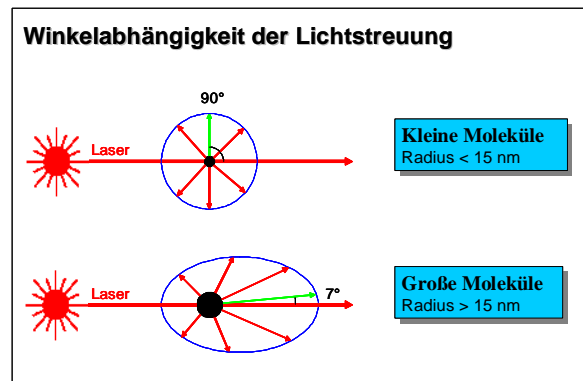 Winkelabhängigkeit der Lichtstreuung
90°
Laser
Kleine Moleküle
Radius < 15 nm
Laser
7°
Große Moleküle
Radius > 15 nm